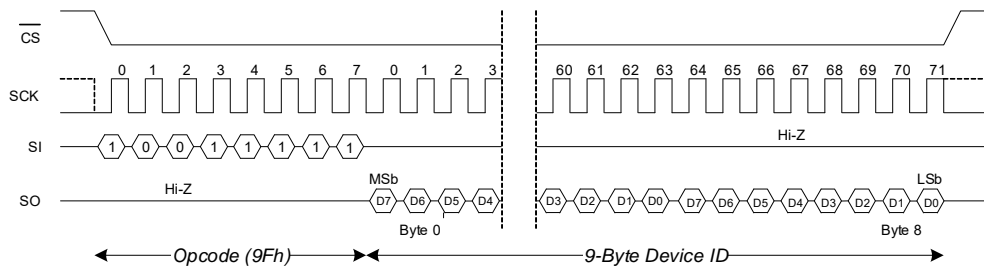 CS
0 1 2 3 4 5 6 7 0 1 2 3 60 61 62 63 64 65 66 67 68 69 70 71
SCK
Hi-Z
SI 1 0 0 1 1 1 1 1
Hi-Z MSb LSb
SO D7 D6 D5 D4 D3 D2 D1 D0 D7 D6 D5 D4 D3 D2 D1 D0
Byte 0 Byte 8
Opcode (9Fh) 9-Byte Device ID